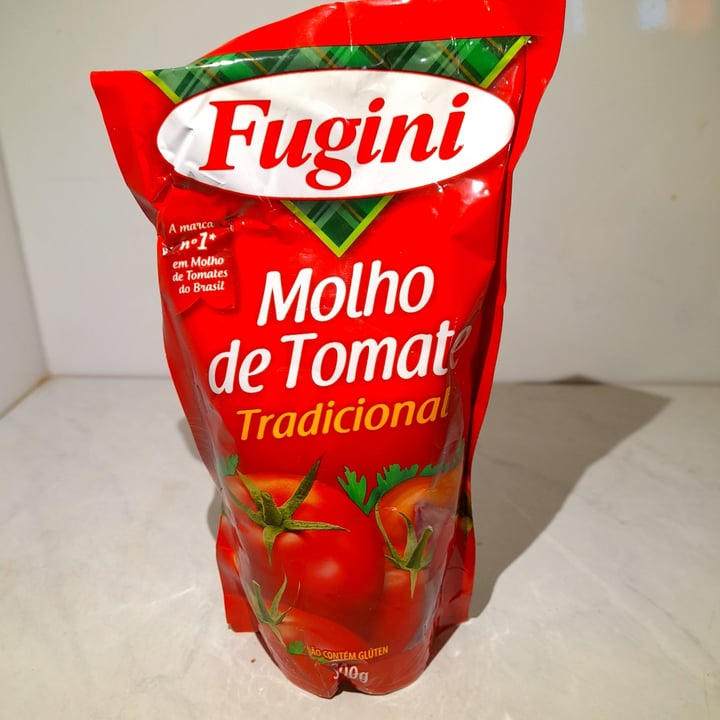 Fugini
A marca
nº1*
em Molho
de Tomates
do Brasil
Molho
de Tomate
Tradicional
CONTÉM GLÚTEN